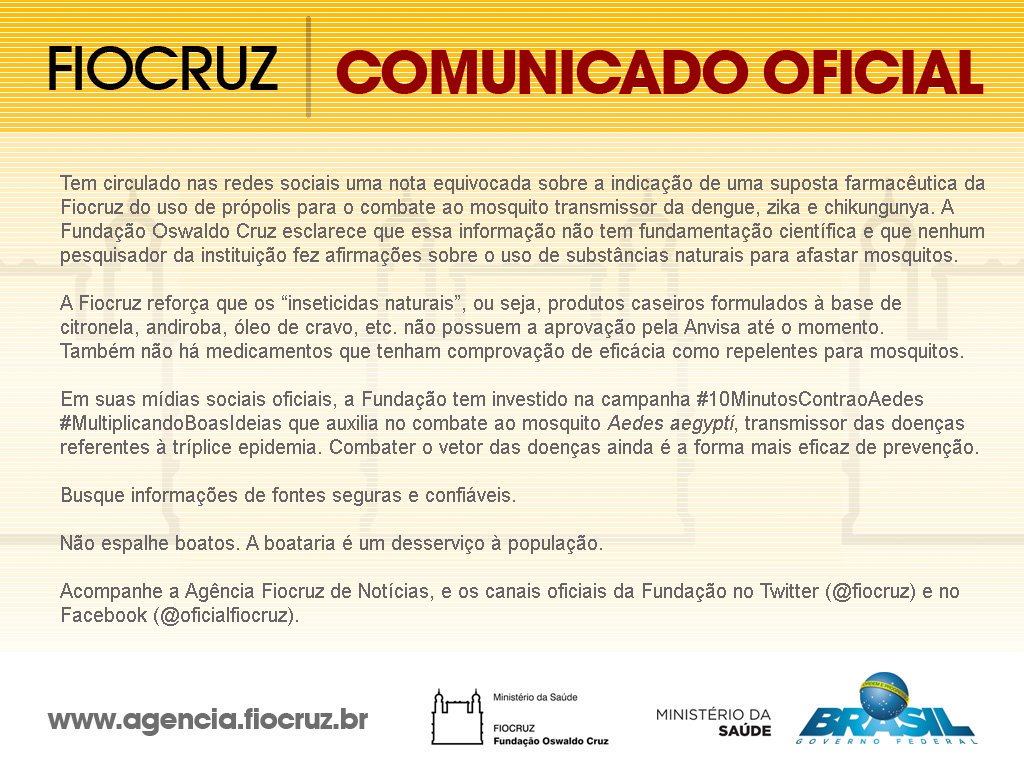 FIOCRUZ
COMUNICADO OFICIAL
Tem circulado nas redes sociais uma nota equivocada sobre a indicação de uma suposta farmacêutica da
Fiocruz do uso de própolis para o combate ao mosquito transmissor da dengue, zika e chikungunya. A
Fundação Oswaldo Cruz esclarece que essa informação não tem fundamentação científica e que nenhum
pesquisador da instituição fez afirmações sobre o uso de substâncias naturais para afastar mosquitos.
A Fiocruz reforça que os “inseticidas naturais”, ou seja, produtos caseiros formulados à base de
citronela, andiroba, óleo de cravo, etc. não possuem a aprovação pela Anvisa até o momento.
Também não há medicamentos que tenham comprovação de eficácia como repelentes para mosquitos.
Em suas mídias sociais oficiais, a Fundação tem investido na campanha #10MinutosContraoAedes
#MultiplicandoBoasIdeias que auxilia no combate ao mosquito Aedes aegyptí, transmissor das doenças
referentes à tríplice epidemia. Combater o vetor das doenças ainda é a forma mais eficaz de prevenção.
Busque informações de fontes seguras e confiáveis.
Não espalhe boatos. A boataria é um desserviço à população.
Acompanhe a Agência Fiocruz de Notícias, e os canais oficiais da Fundação no Twitter (@fiocruz) e no
Facebook (@oficialfiocruz).
www.agencia.fiocruz.br
Ministério da Saúde
FIOCRUZ
Fundação Oswaldo Cruz
MINISTÉRIO DA
SAÚDE
BRASIL
GOVERNO FEDERAL